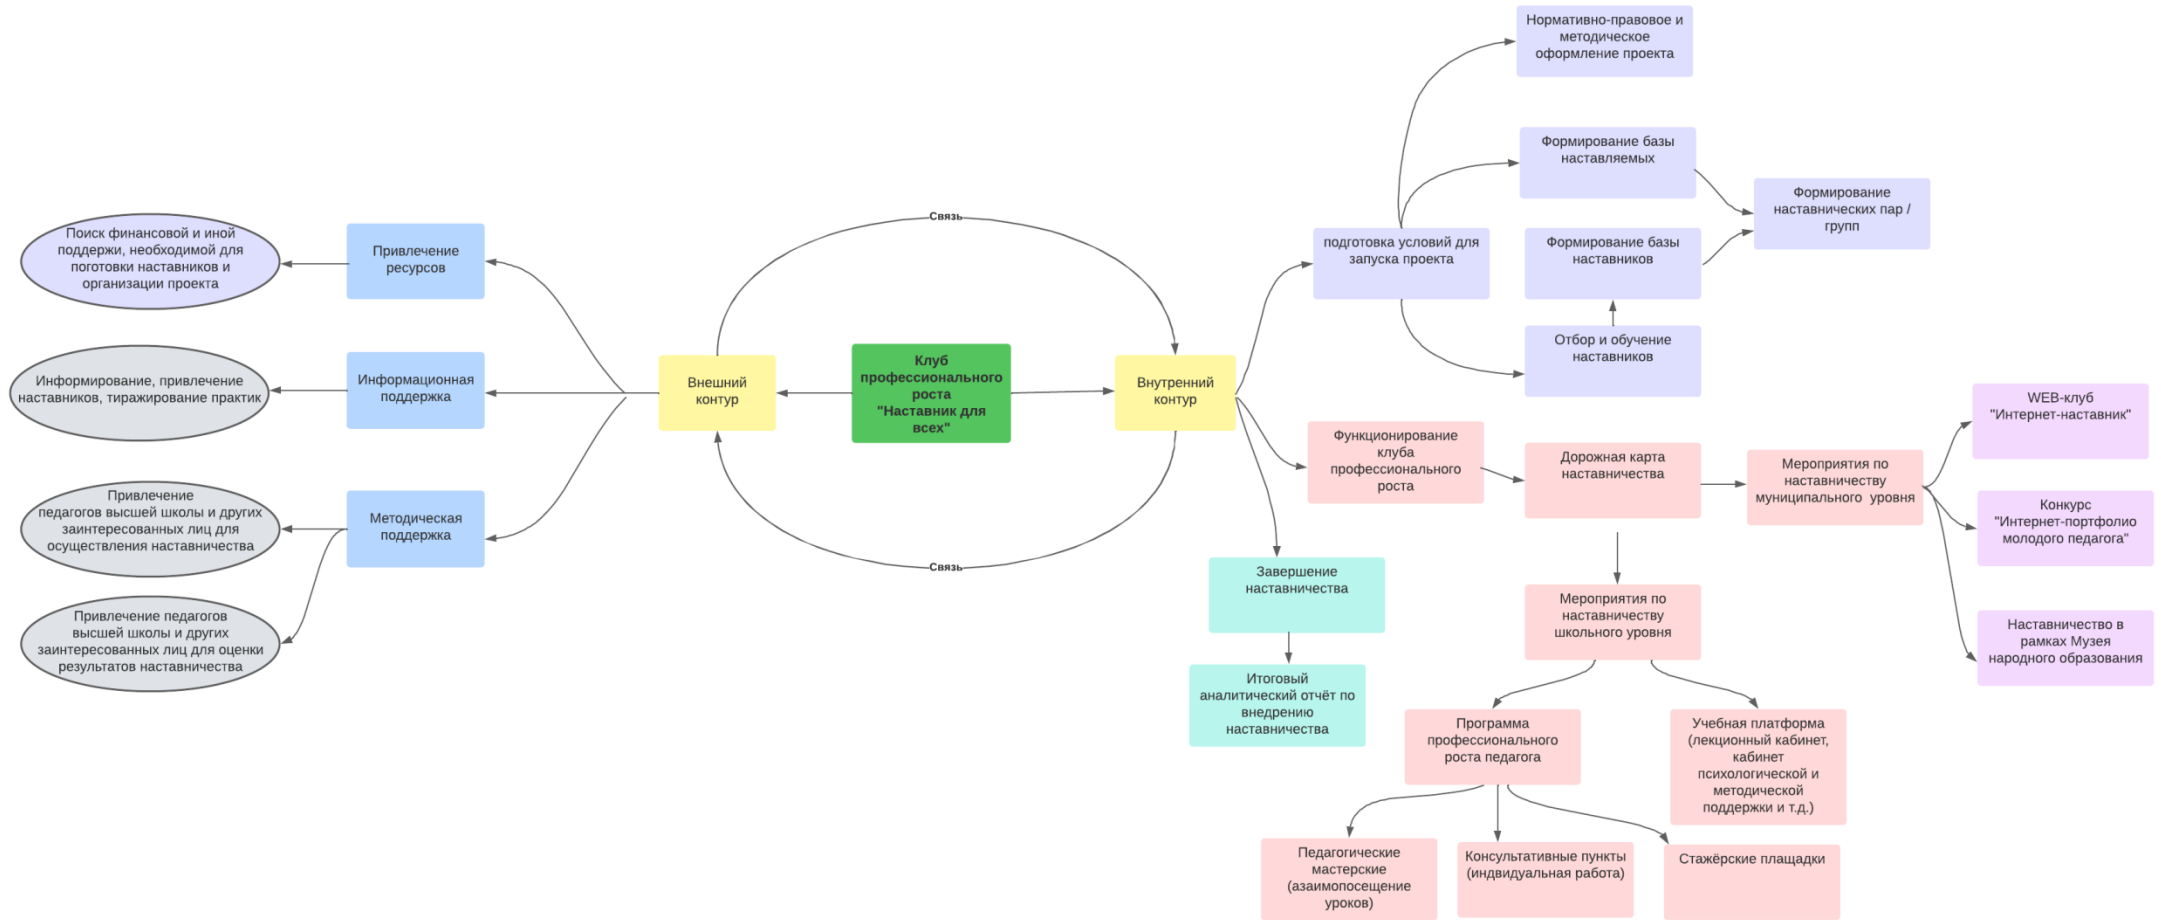 Нормативно-правовое и
методическое
оформление проекта
Формирование базы
наставляемых
Формирование
наставнических пар /
групп
Связь
Поиск финансовой и иной
поддержи, необходимой для
поготовки наставников и
организации проекта
Привлечение
ресурсов
подготовка условий для
запуска проекта
Формирование базы
наставников
Отбор и обучение
наставников
Информирование, привлечение
наставников, тиражирование практик
Информационная
поддержка
Внешний
контур
Клуб
профессионального
роста
"Наставник для
всех"
Внутренний
контур
WEB-клуб
"Интернет-наставник"
Функционирование
клуба
профессионального
роста
Дорожная карта
наставничества
Мероприятия по
наставничеству
муниципального  уровня
Конкурс
"Интернет-портфолио
молодого педагога"
Привлечение
педагогов высшей школы и других
заинтересованных лиц для
осуществления наставничества
Методическая
поддержка
Связь
Завершение
наставничества
Мероприятия по
наставничеству
школьного уровня
Наставничество в
рамках Музея
народного образования
Привлечение педагогов
высшей школы и других
заинтересованных лиц для оценки
результатов наставничества
Итоговый
аналитический отчёт по
внедрению
наставничества
Программа
профессионального
роста педагога
Учебная платформа
(лекционный кабинет,
кабинет
психологической и
методической
поддержки и т.д.)
Педагогические
мастерские
(азаимопосещение
уроков)
Консультативные пункты
(индвидуальная работа)
Стажёрские плащадки